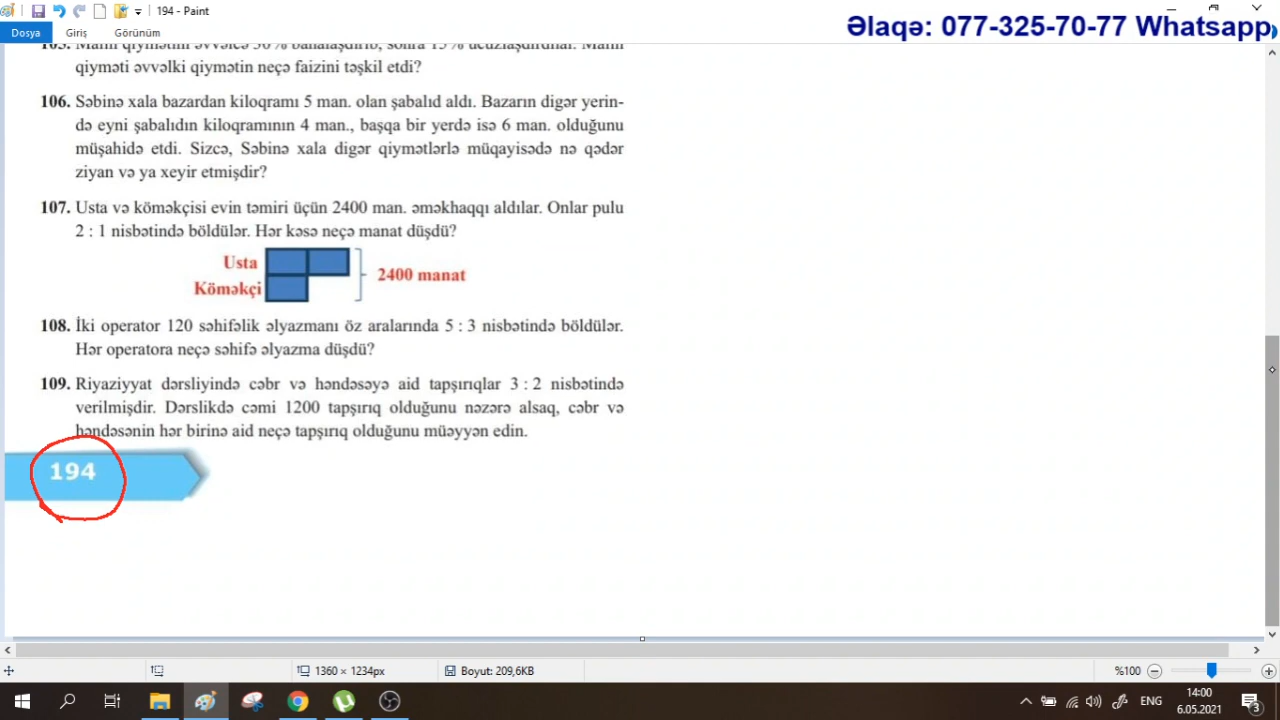 194 - Paint
Əlaqə: 077-325-70-77 Whatsapp
Dosya Giriş Görünüm
qiyməti əvvəlki qiymətin neçə faizini təşkil etdi?
106. Səbinə xala bazardan kiloqramı 5 man. olan şabalıd aldı. Bazarın digər yerin-
də eyni şabalıdın kiloqramının 4 man., başqa bir yerdə isə 6 man. olduğunu
müşahidə etdi. Sizcə, Səbinə xala digər qiymətlərlə müqayisədə nə qədər
ziyan və ya xeyir etmişdir?
107. Usta və köməkçisi evin təmiri üçün 2400 man. əməkhaqqı aldılar. Onlar pulu
2 : 1 nisbətində böldülər. Hər kəsə neçə manat düşdü?
Usta
2400 manat
Köməkçi
108. İki operator 120 səhifəlik əlyazmanı öz aralarında 5 : 3 nisbətində böldülər.
Hər operatora neçə səhifə əlyazma düşdü?
109. Riyaziyyat dərsliyində cəbr və həndəsəyə aid tapşırıqlar 3 : 2 nisbətində
verilmişdir. Dərslikdə cəmi 1200 tapşırıq olduğunu nəzərə alsaq, cəbr və
həndəsənin hər birinə aid neçə tapşırıq olduğunu müəyyən edin.
194
1360 × 1234px Boyut: 209,6KB %100
ENG 14:00
6.05.2021 3